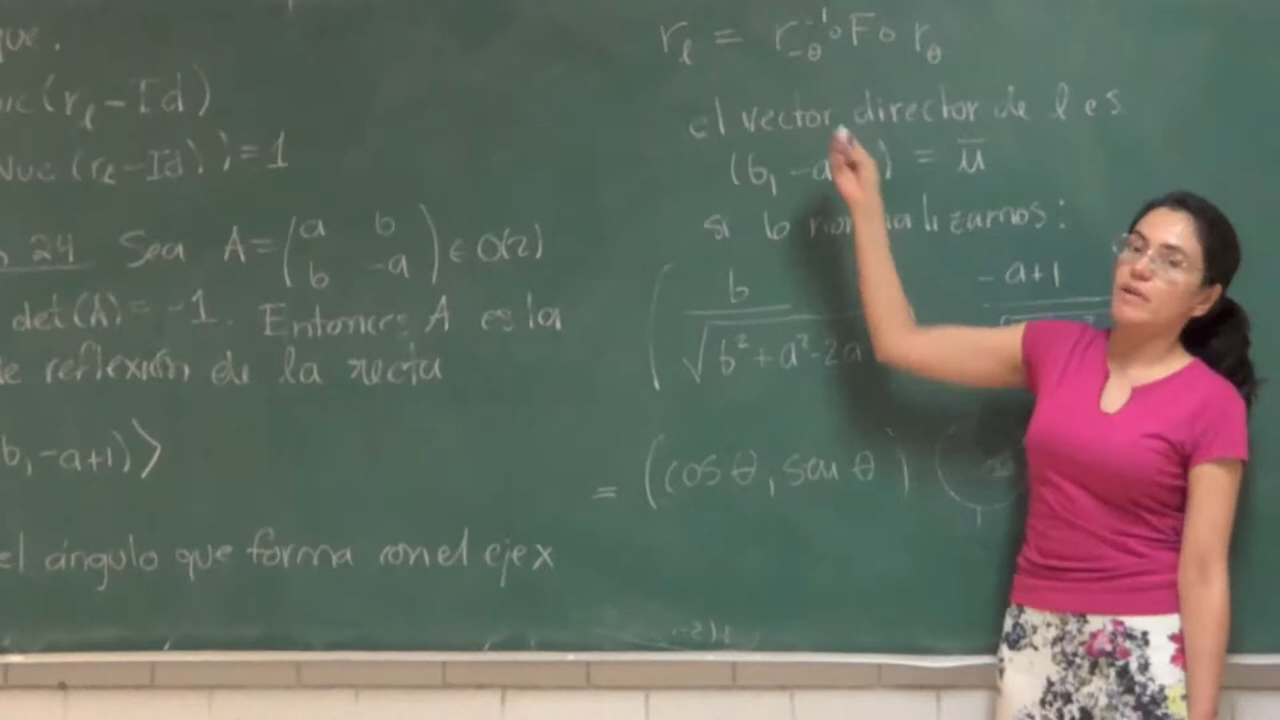 que.
Nuc(r_ℓ-Id)
Nuc(r_ℓ-Id))=1
24 Sea A=(a b
b -a) ∈ O(2)
det(A)=-1. Entonces A es la
de reflexión de la recta
b,-a+1)⟩
el ángulo que forma con el eje x
r_ℓ = r_{-θ}^{-1}∘F∘r_θ
el vector director de ℓ es
(b, -a ) = ū
si lo normalizamos:
(b -a+1
√b²+a²-2a
= (cos θ, sen θ)